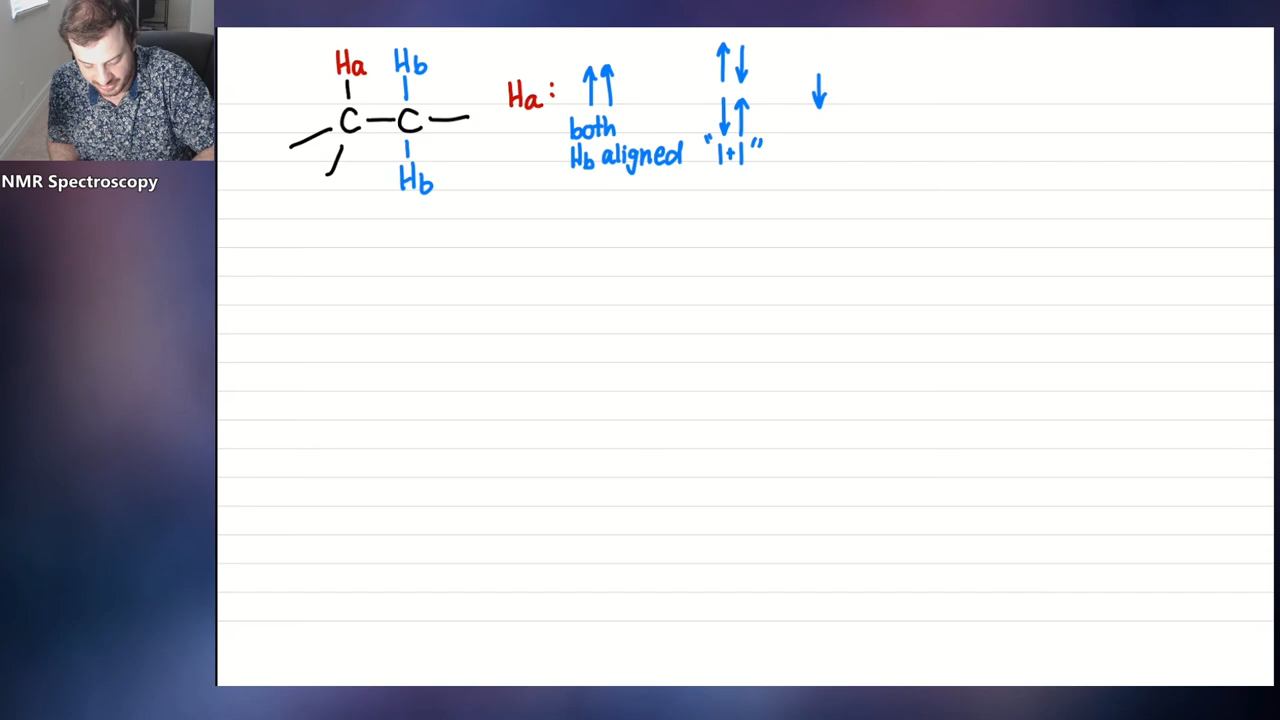 Ha Hb
C C
Hb
Ha: ↑↑ ↑↓ ↓
↓↑
both
Hb aligned "1+1"
NMR Spectroscopy